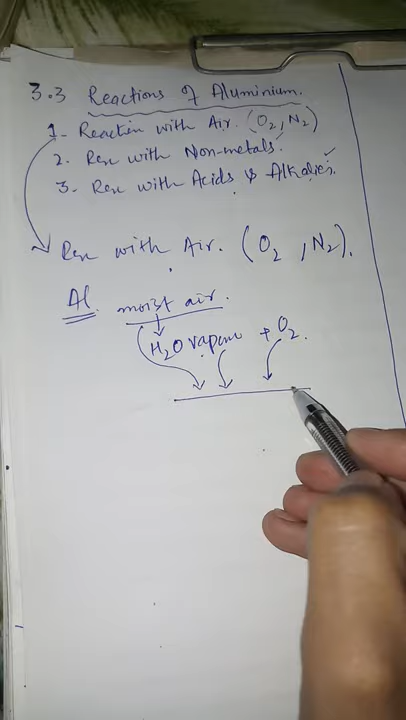 3.3 Reactions of Aluminium.
1- Reaction with Air. (O2, N2)
2. Rxn with Non-metals.
3- Rxn with Acids & Alkalies.
Rxn with Air. (O2, N2).
Al moist air.
H2O vapour + O2.